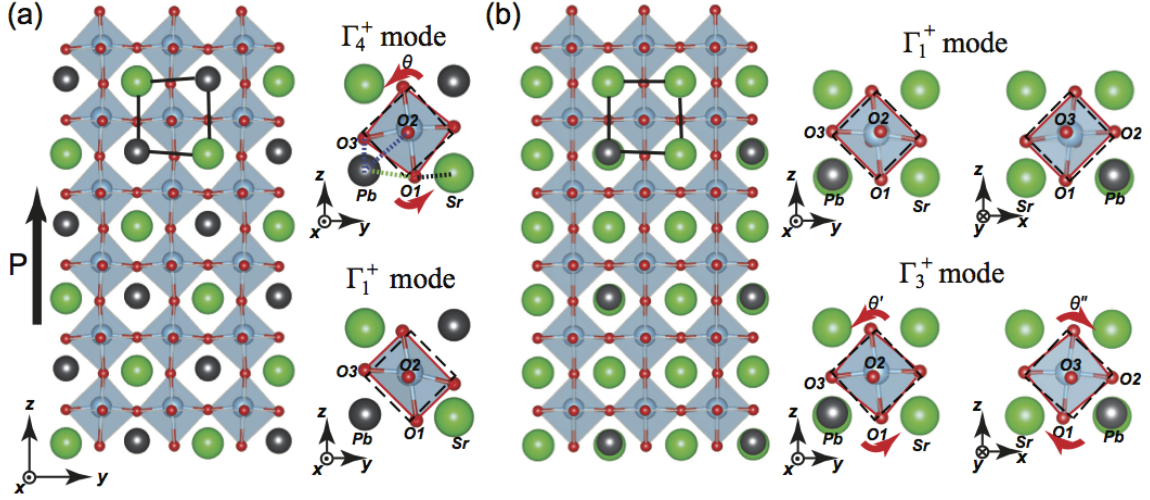 (a)
P
z
x
y
Γ₄⁺ mode
θ
O2
O3
O1
Pb
Sr
z
x
y
Γ₁⁺ mode
O3
O2
O1
Pb
Sr
z
x
y
(b)
Γ₁⁺ mode
O2
O3
O1
Pb
Sr
z
x
y
O3
O2
O1
Sr
Pb
z
y
x
Γ₃⁺ mode
θ′
O2
O3
O1
Pb
Sr
z
x
y
θ″
O3
O2
O1
Sr
Pb
z
y
x